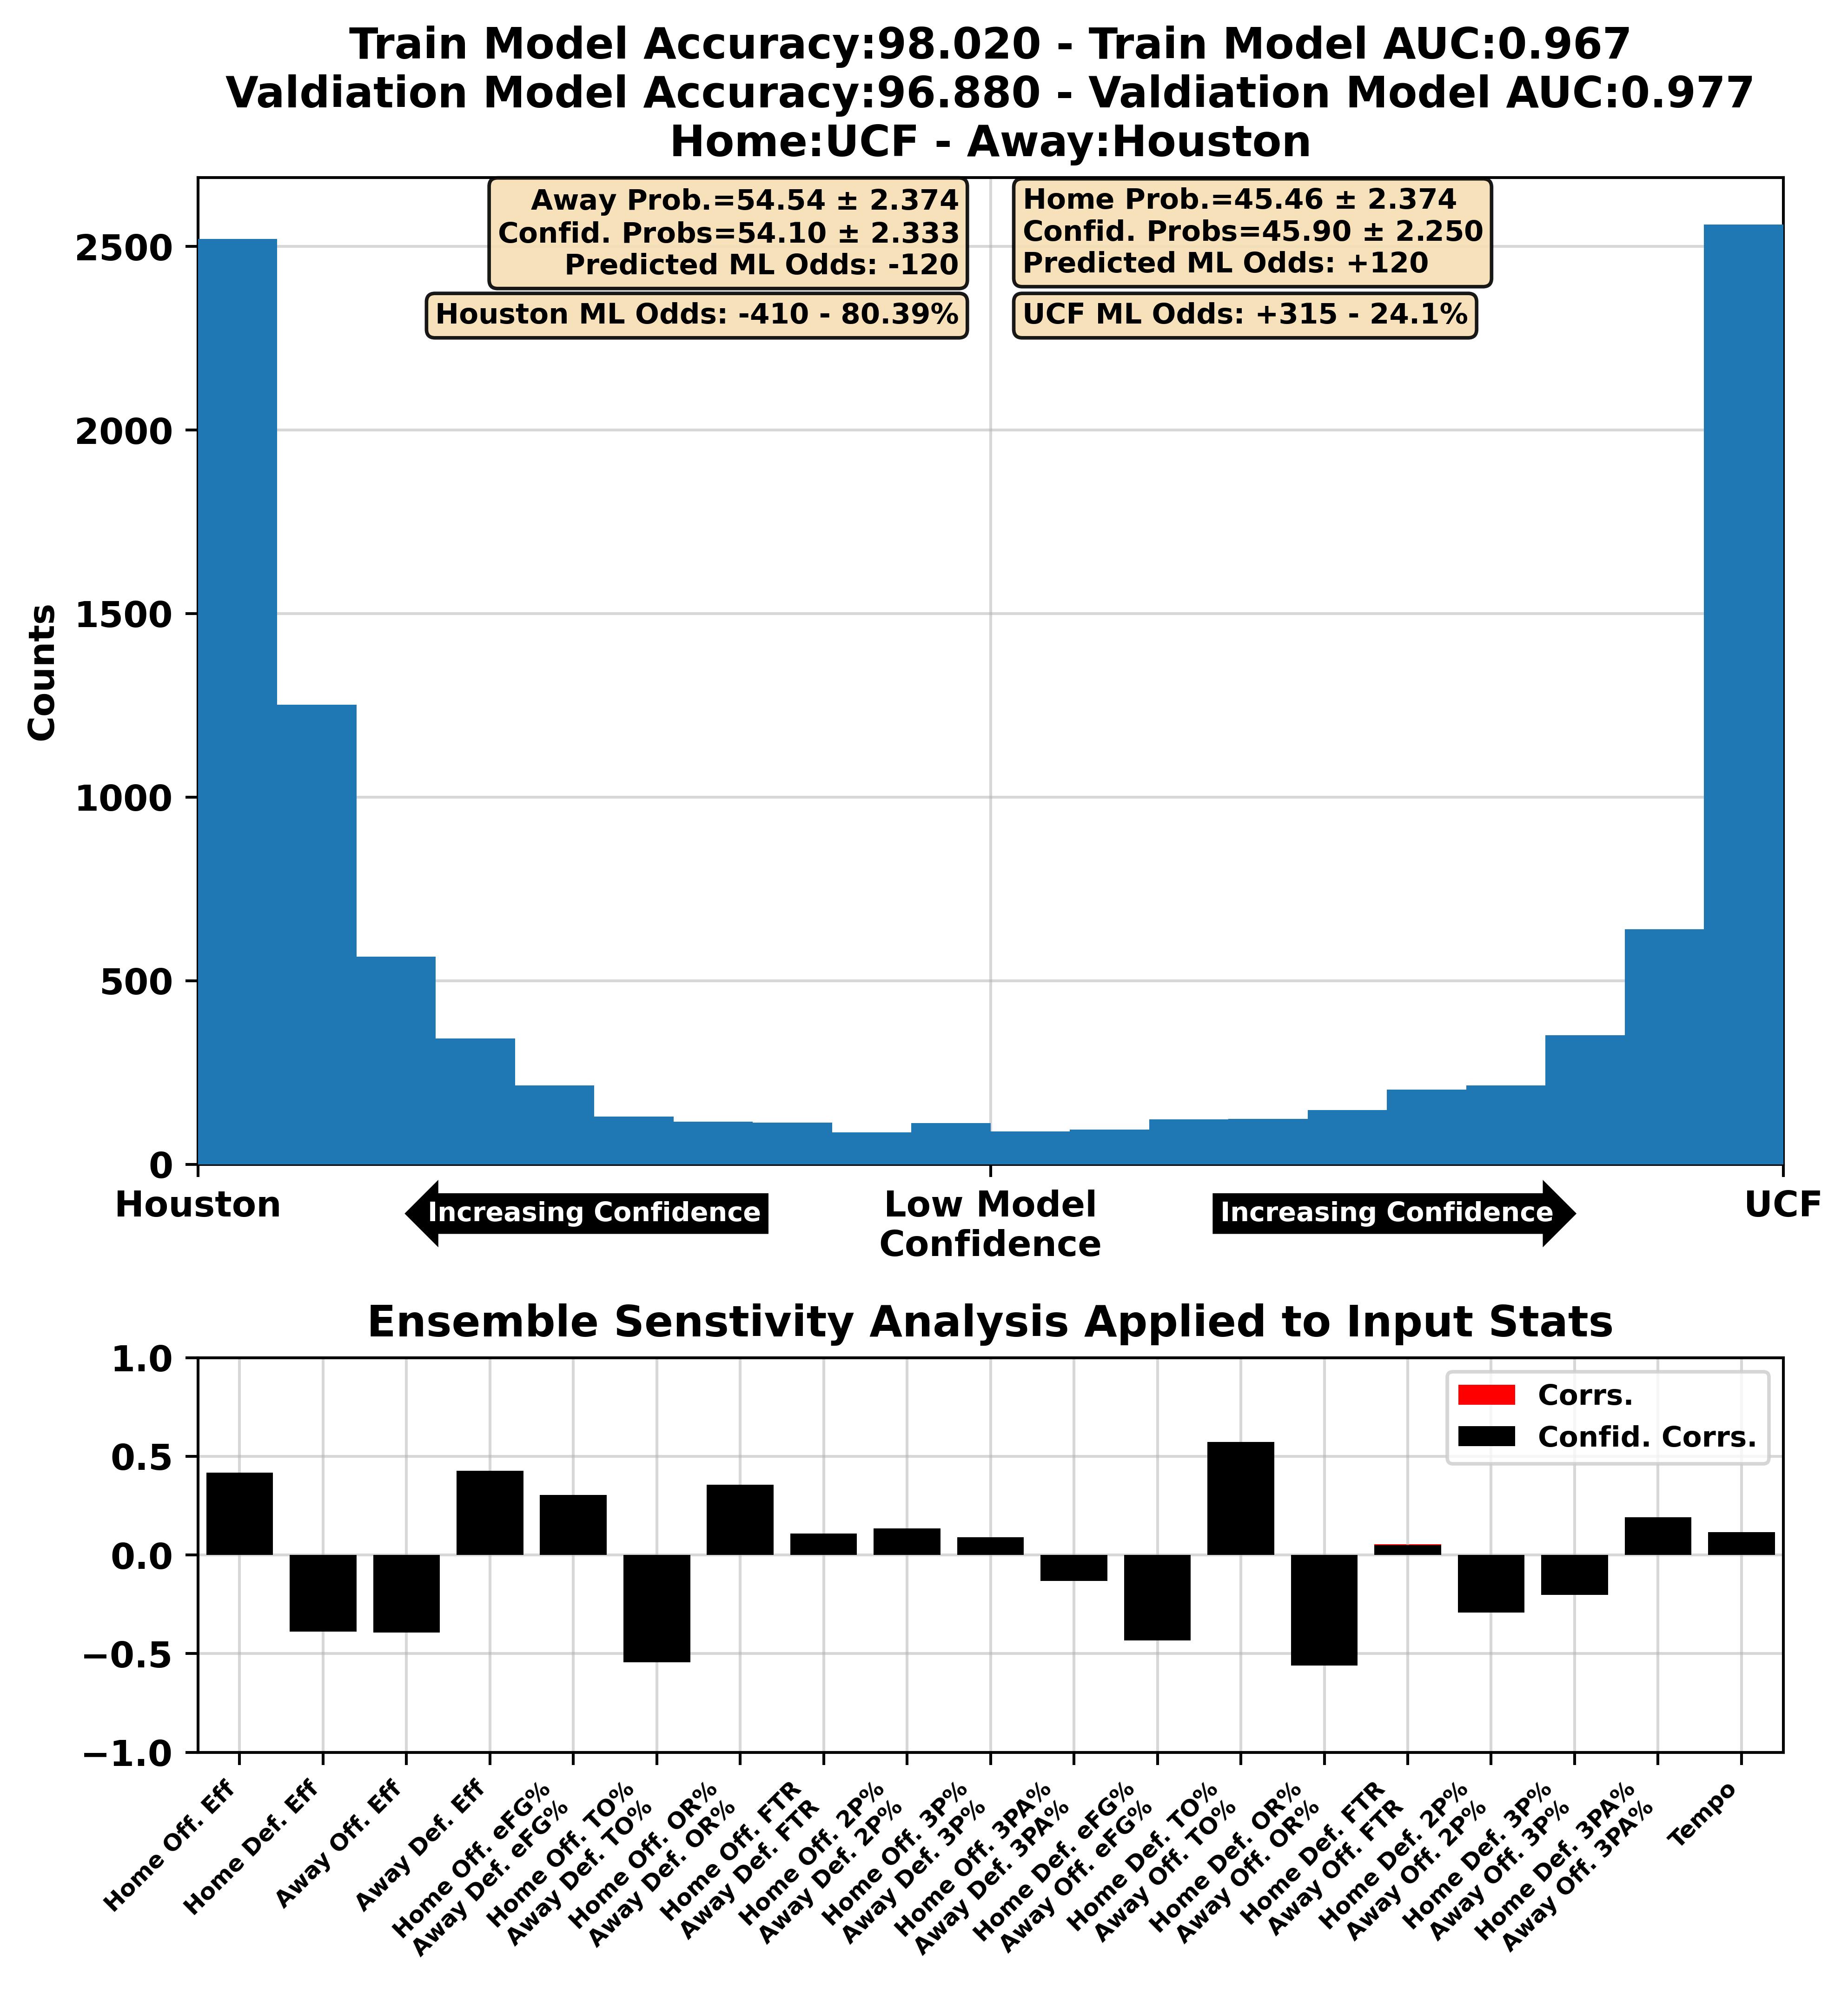 Train Model Accuracy:98.020 - Train Model AUC:0.967
Valdiation Model Accuracy:96.880 - Valdiation Model AUC:0.977
Home:UCF - Away:Houston
Away Prob.=54.54 ± 2.374
Confid. Probs=54.10 ± 2.333
Predicted ML Odds: -120
Houston ML Odds: -410 - 80.39%
Home Prob.=45.46 ± 2.374
Confid. Probs=45.90 ± 2.250
Predicted ML Odds: +120
UCF ML Odds: +315 - 24.1%
Counts
2500
2000
1500
1000
500
0
Houston
Increasing Confidence
Low Model
Confidence
Increasing Confidence
UCF
Ensemble Senstivity Analysis Applied to Input Stats
1.0
0.5
0.0
−0.5
−1.0
Corrs.
Confid. Corrs.
Home Off. Eff
Home Def. Eff
Away Off. Eff
Away Def. Eff
Home Off. eFG%
Away Def. eFG%
Home Off. TO%
Away Def. TO%
Home Off. OR%
Away Def. OR%
Home Off. FTR
Away Def. FTR
Home Off. 2P%
Away Def. 2P%
Home Off. 3P%
Away Def. 3P%
Home Off. 3PA%
Away Def. 3PA%
Home Def. eFG%
Away Off. eFG%
Home Def. TO%
Away Off. TO%
Home Def. OR%
Away Off. OR%
Home Def. FTR
Away Off. FTR
Home Def. 2P%
Away Off. 2P%
Home Def. 3P%
Away Off. 3P%
Home Def. 3PA%
Away Off. 3PA%
Tempo